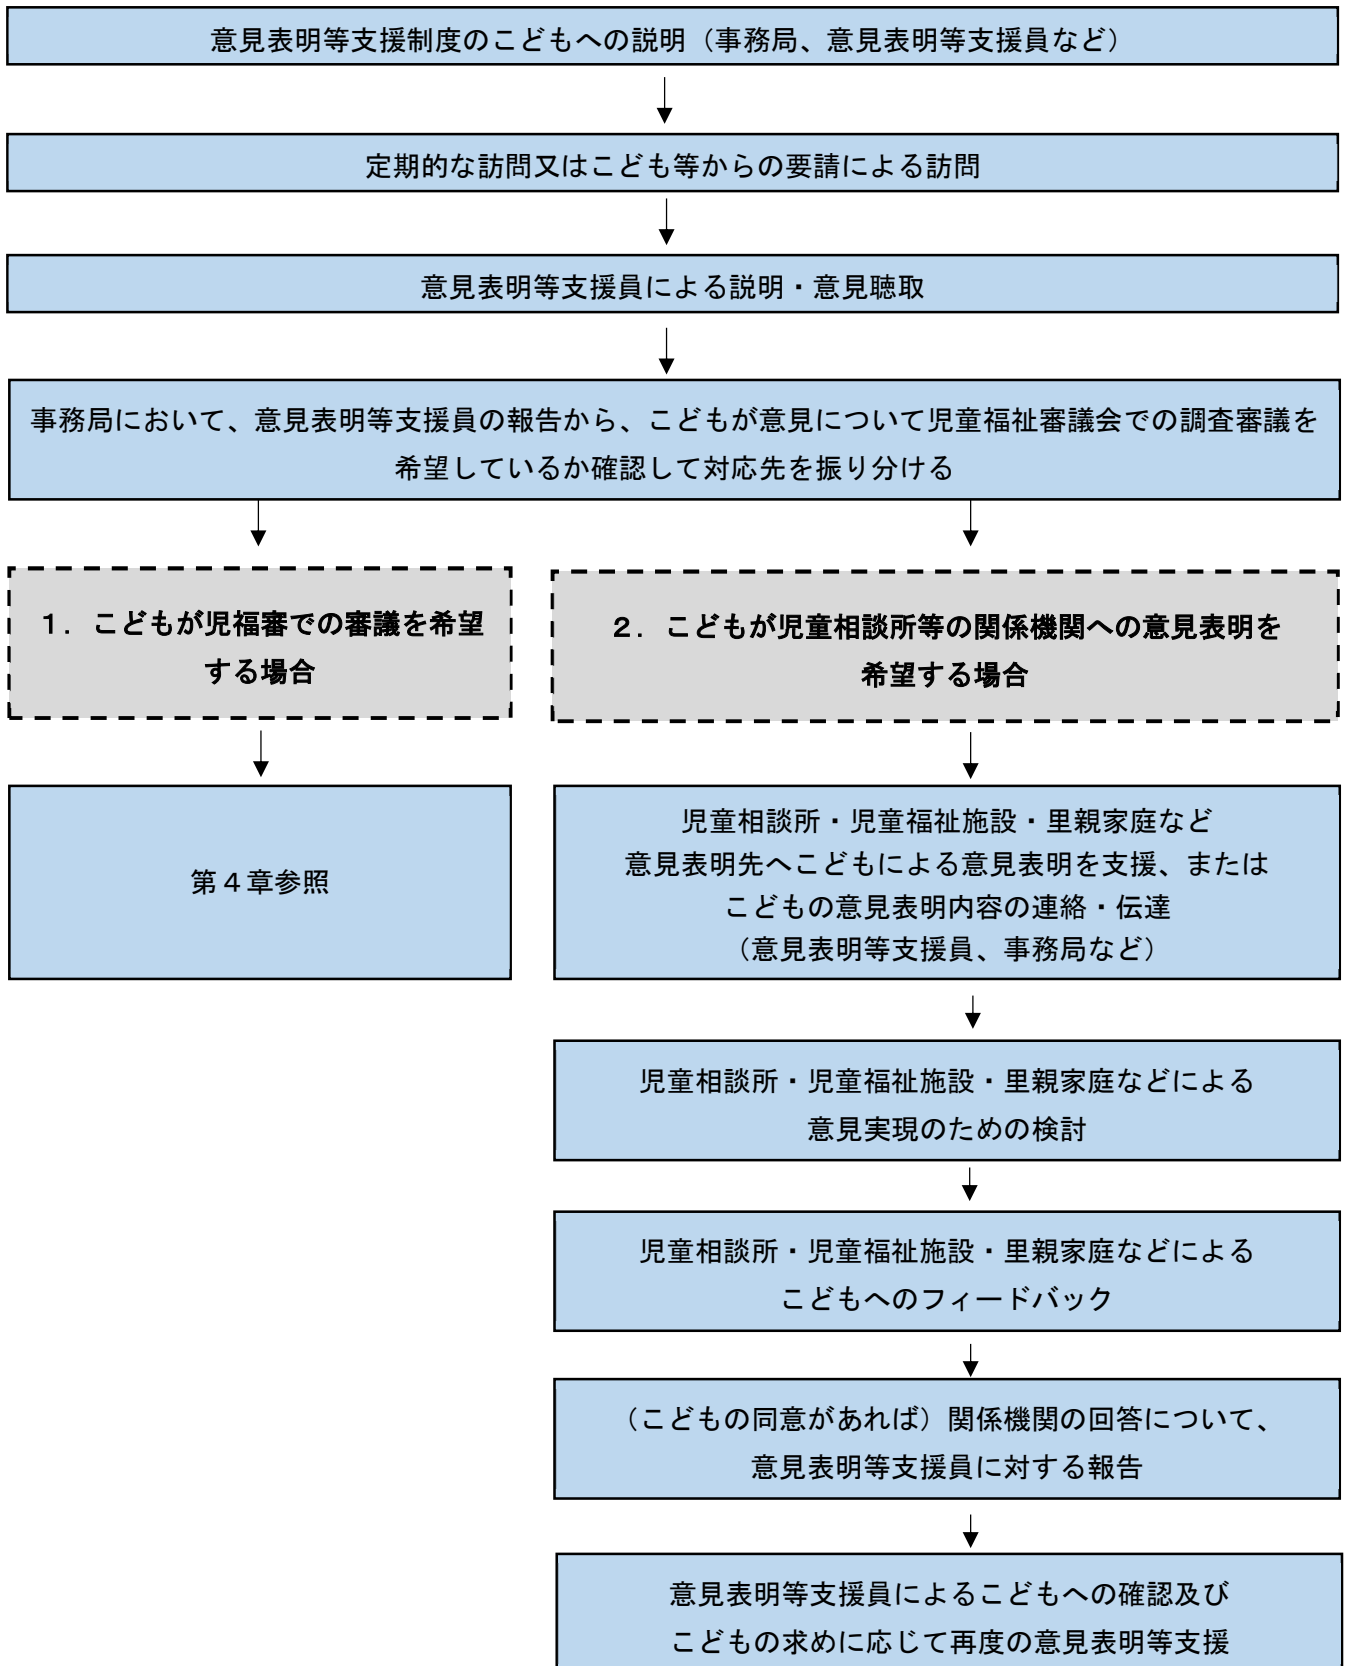 意見表明等支援制度のこどもへの説明（事務局、意見表明等支援員など）
定期的な訪問又はこども等からの要請による訪問
意見表明等支援員による説明・意見聴取
事務局において、意見表明等支援員の報告から、こどもが意見について児童福祉審議会での調査審議を
希望しているか確認して対応先を振り分ける
１．こどもが児福審での審議を希望
する場合
第４章参照
２．こどもが児童相談所等の関係機関への意見表明を
希望する場合
児童相談所・児童福祉施設・里親家庭など
意見表明先へこどもによる意見表明を支援、または
こどもの意見表明内容の連絡・伝達
（意見表明等支援員、事務局など）
児童相談所・児童福祉施設・里親家庭などによる
意見実現のための検討
児童相談所・児童福祉施設・里親家庭などによる
こどもへのフィードバック
（こどもの同意があれば）関係機関の回答について、
意見表明等支援員に対する報告
意見表明等支援員によるこどもへの確認及び
こどもの求めに応じて再度の意見表明等支援